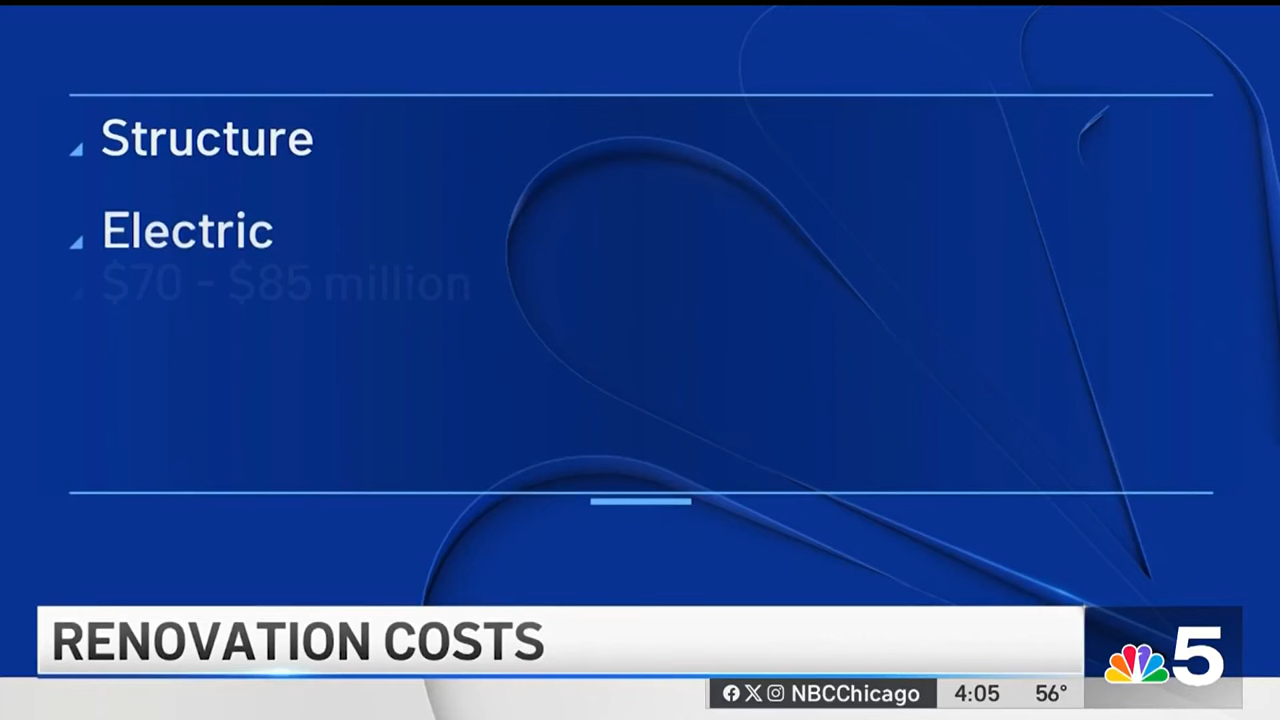 Structure
Electric
$70 - $85 million
RENOVATION COSTS
5
NBCChicago 4:05 56°